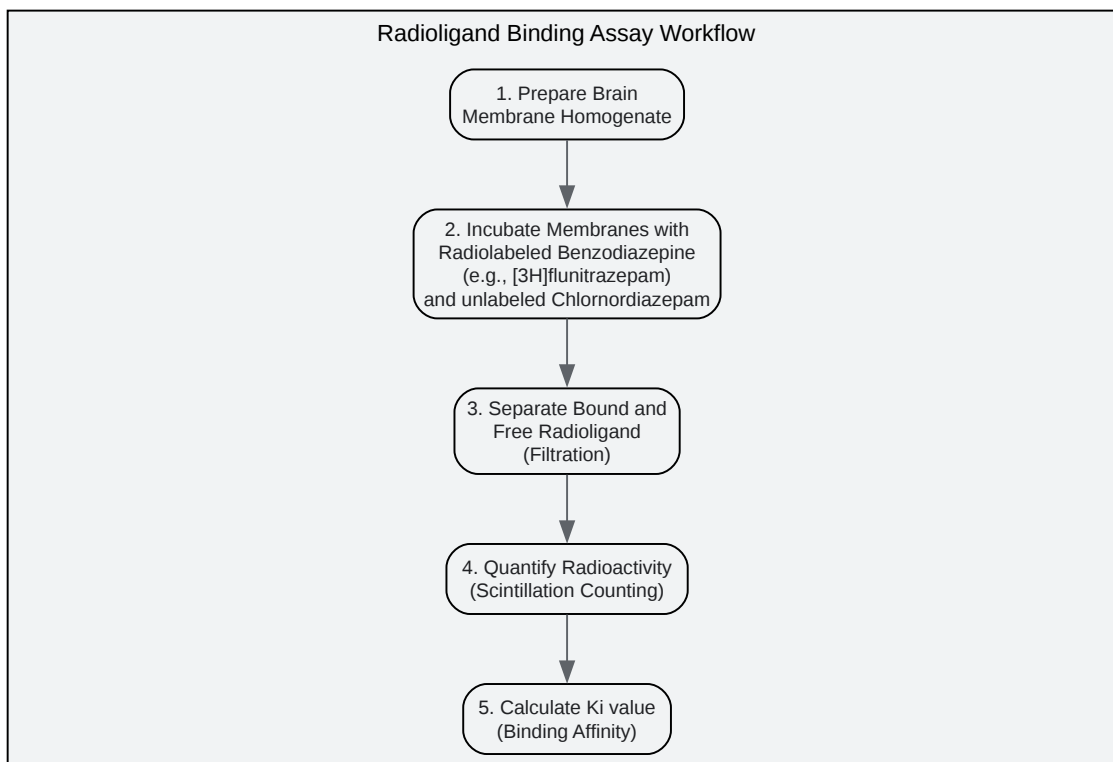 Radioligand Binding Assay Workflow
1. Prepare Brain
Membrane Homogenate
2. Incubate Membranes with
Radiolabeled Benzodiazepine
(e.g., [3H]flunitrazepam)
and unlabeled Chlornordiazepam
3. Separate Bound and
Free Radioligand
(Filtration)
4. Quantify Radioactivity
(Scintillation Counting)
5. Calculate Ki value
(Binding Affinity)